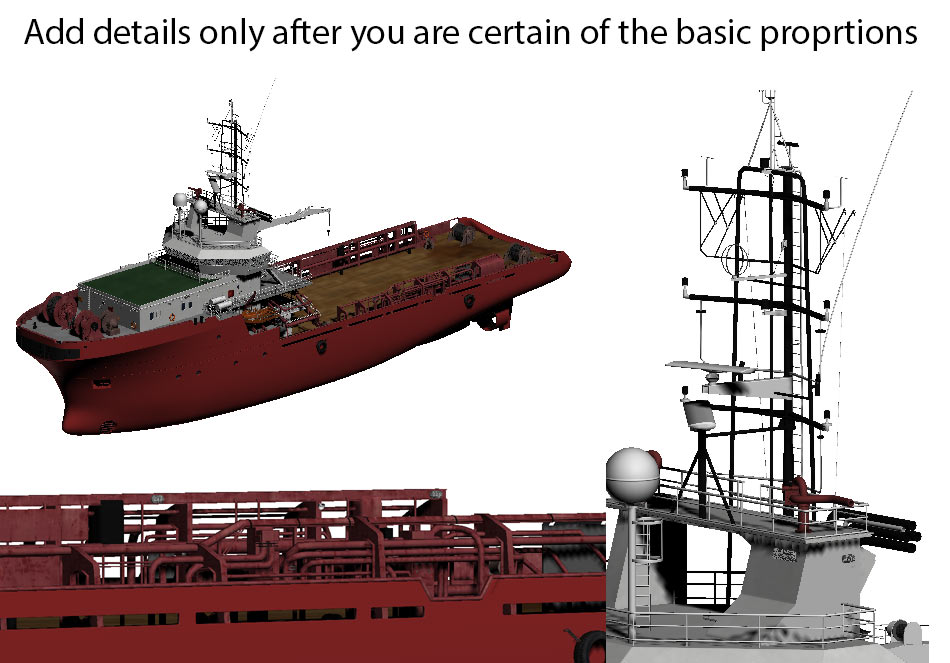 Add details only after you are certain of the basic proprtions